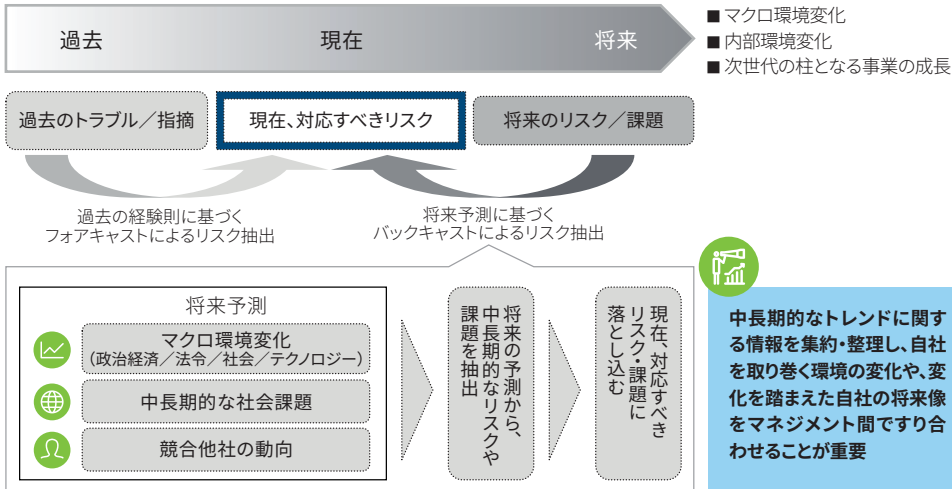 過去
現在
将来
■ マクロ環境変化
■ 内部環境変化
■ 次世代の柱となる事業の成長
過去のトラブル／指摘
現在、対応すべきリスク
将来のリスク／課題
過去の経験則に基づく
フォアキャストによるリスク抽出
将来予測に基づく
バックキャストによるリスク抽出
将来予測
マクロ環境変化
（政治経済／法令／社会／テクノロジー）
中長期的な社会課題
競合他社の動向
将来の予測から、
中長期的なリスクや
課題を抽出
現在、対応すべき
リスク・課題に
落とし込む
中長期的なトレンドに関す
る情報を集約・整理し、自社
を取り巻く環境の変化や、変
化を踏まえた自社の将来像
をマネジメント間ですり合
わせることが重要